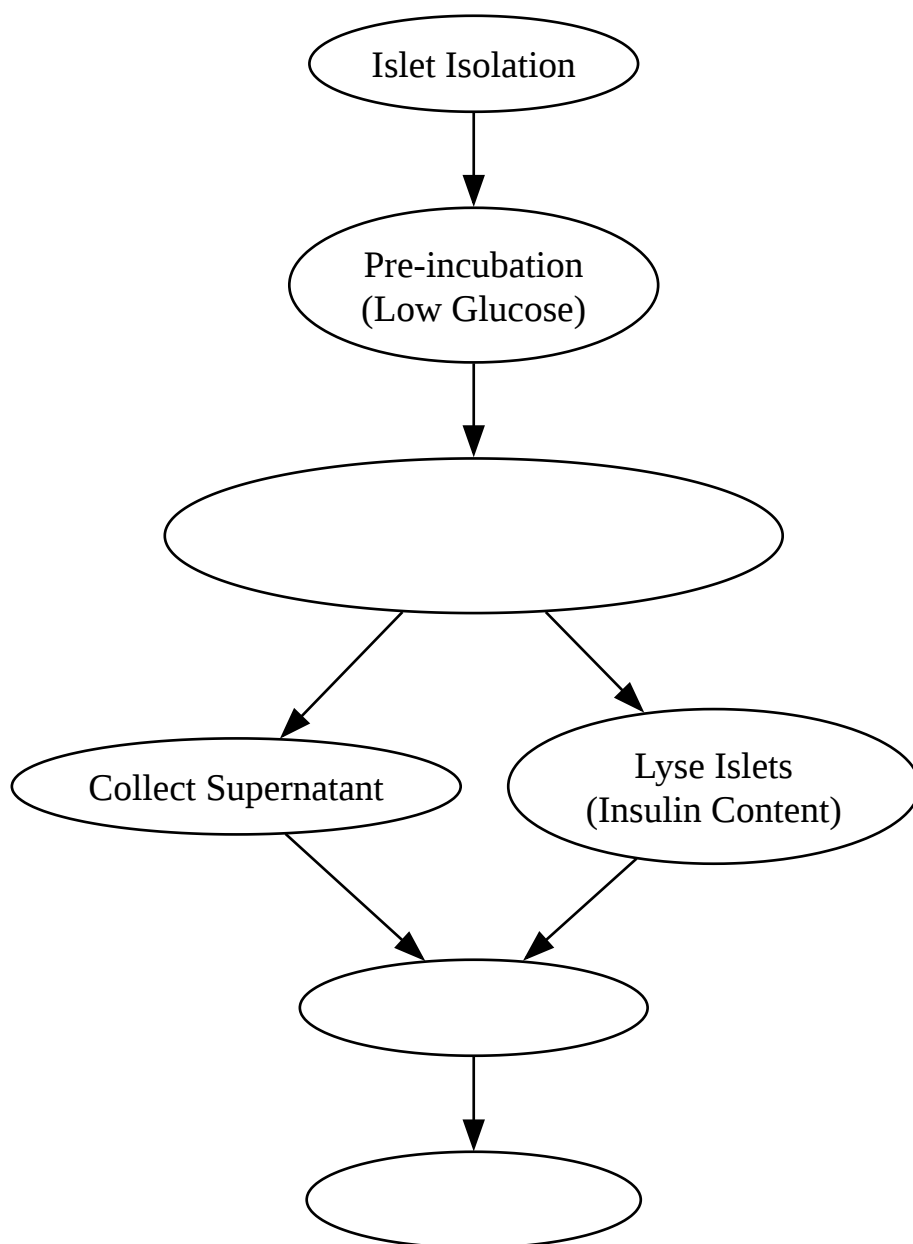 Islet Isolation
Pre-incubation
(Low Glucose)
Collect Supernatant
Lyse Islets
(Insulin Content)